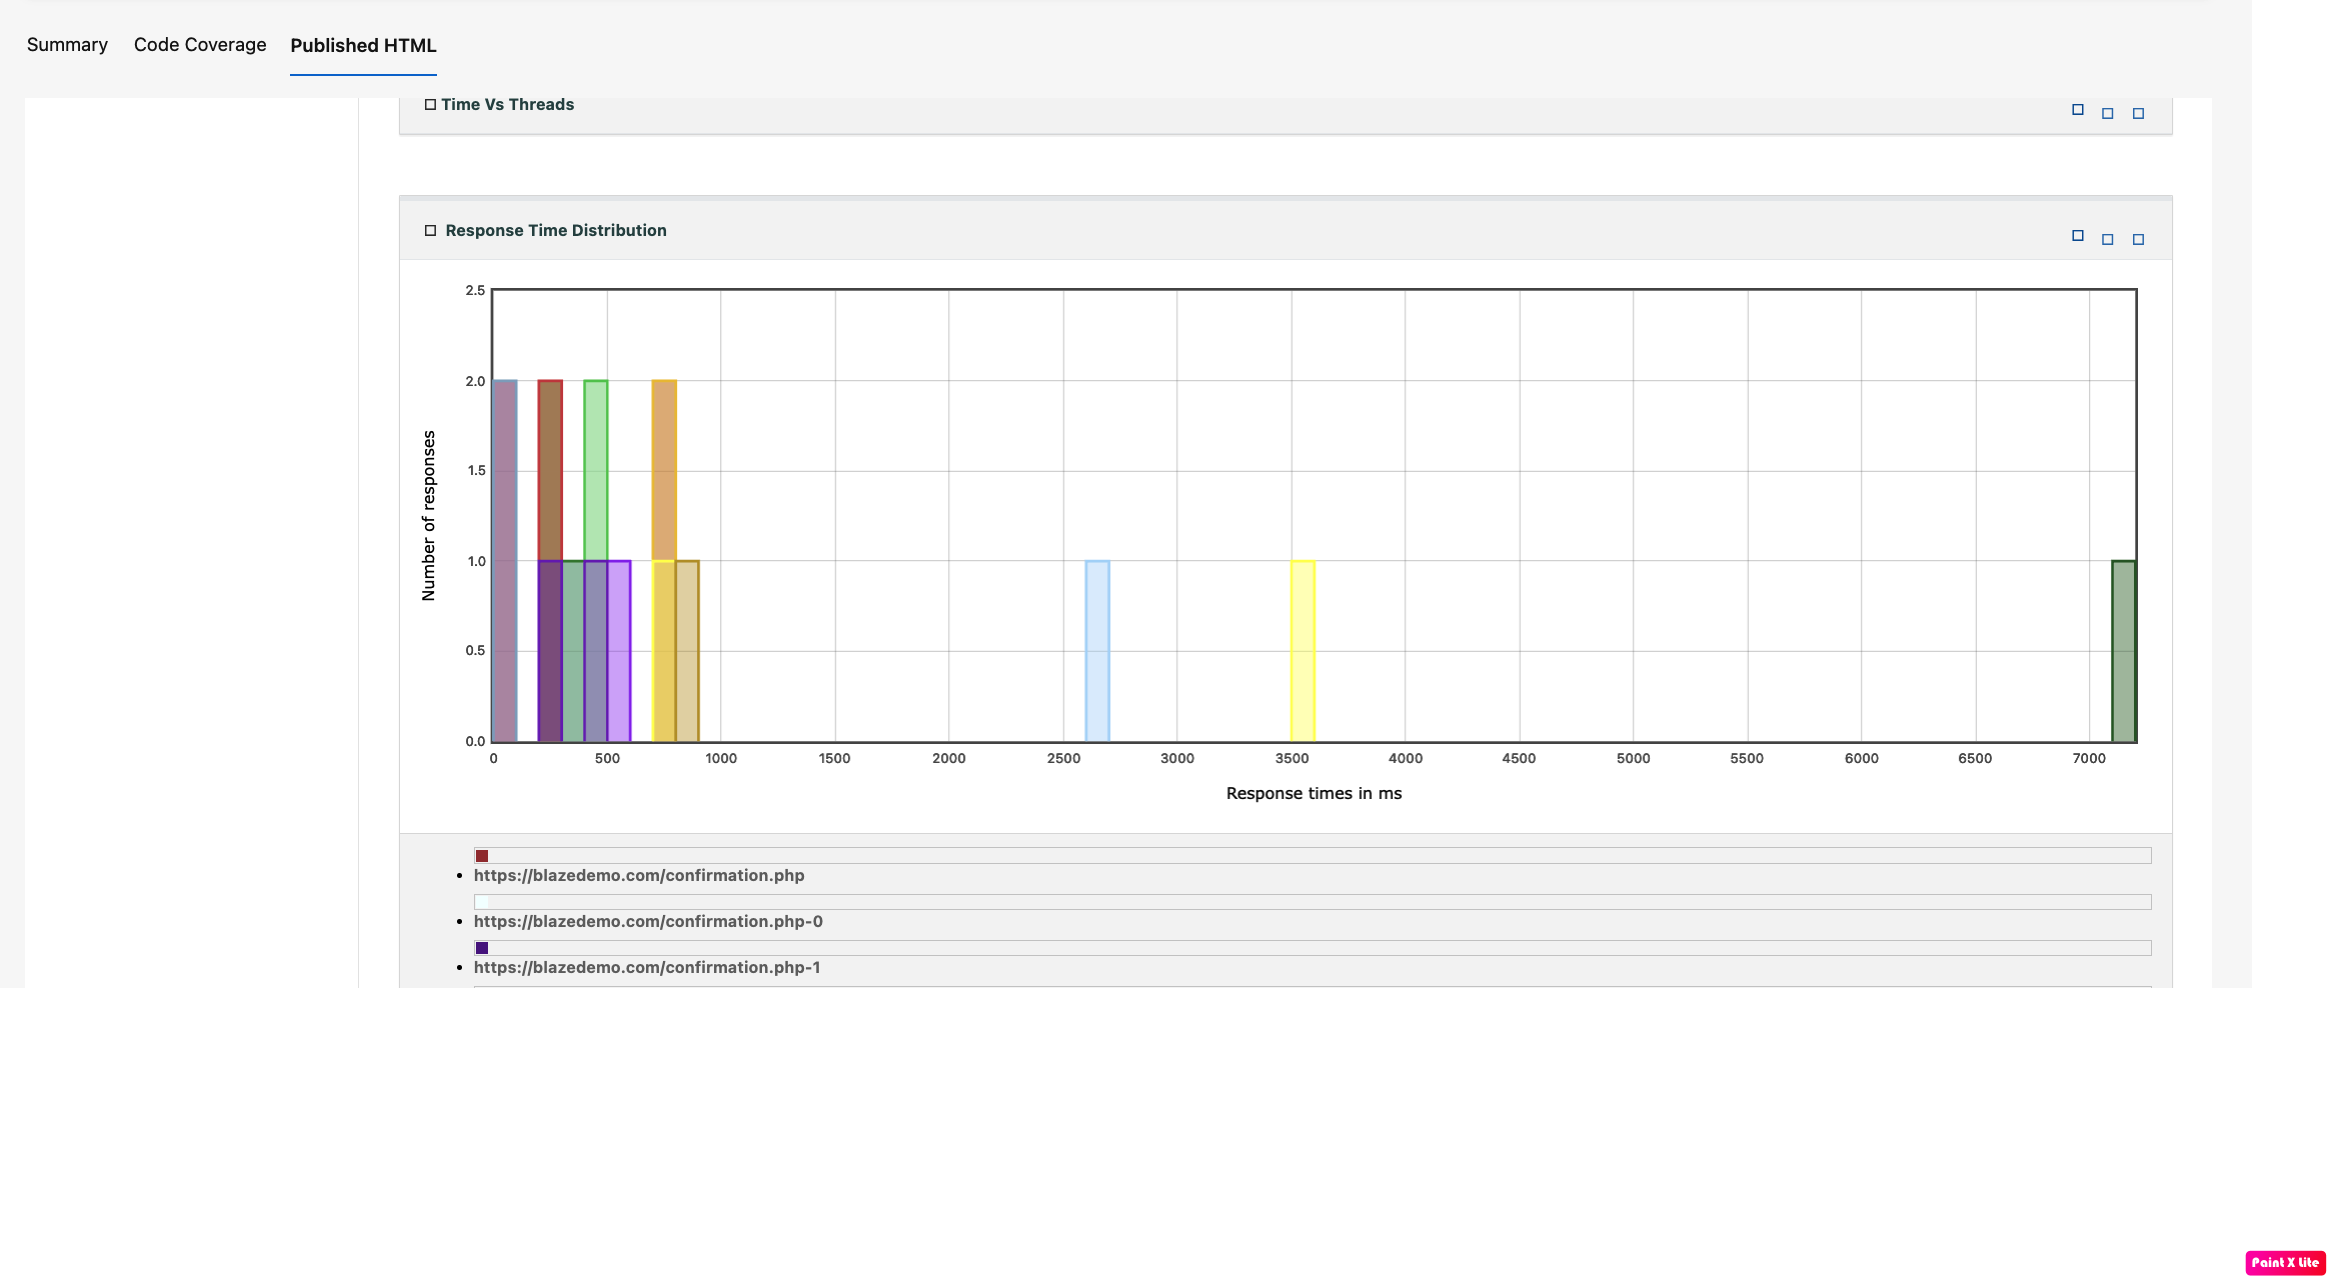 Summary Code Coverage Published HTML
Time Vs Threads
Response Time Distribution
2.5
2.0
1.5
1.0
0.5
0.0
Number of responses
0 500 1000 1500 2000 2500 3000 3500 4000 4500 5000 5500 6000 6500 7000
Response times in ms
https://blazedemo.com/confirmation.php
https://blazedemo.com/confirmation.php-0
https://blazedemo.com/confirmation.php-1
Paint X Lite